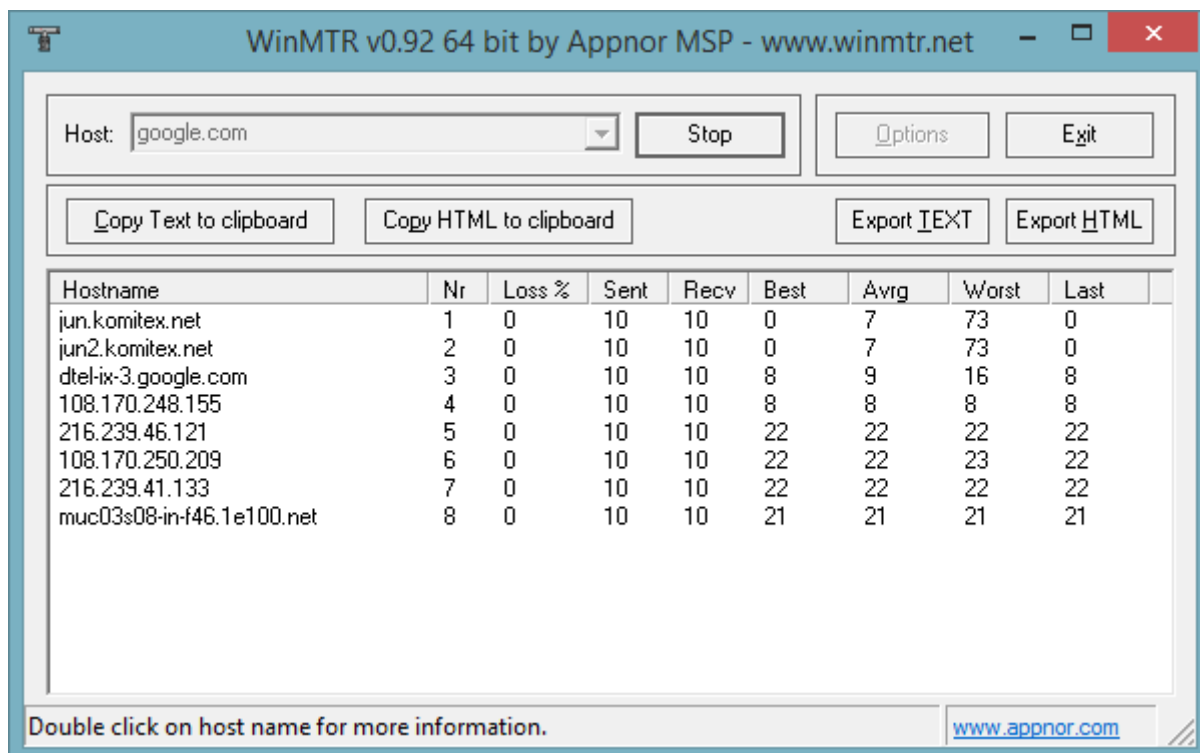 WinMTR v0.92 64 bit by Appnor MSP - www.winmtr.net
Host: google.com Stop Options Exit
Copy Text to clipboard Copy HTML to clipboard Export TEXT Export HTML
Hostname Nr Loss % Sent Recv Best Avrg Worst Last
jun.komitex.net 1 0 10 10 0 7 73 0
jun2.komitex.net 2 0 10 10 0 7 73 0
dtel-ix-3.google.com 3 0 10 10 8 9 16 8
108.170.248.155 4 0 10 10 8 8 8 8
216.239.46.121 5 0 10 10 22 22 22 22
108.170.250.209 6 0 10 10 22 22 23 22
216.239.41.133 7 0 10 10 22 22 22 22
muc03s08-in-f46.1e100.net 8 0 10 10 21 21 21 21
Double click on host name for more information. www.appnor.com